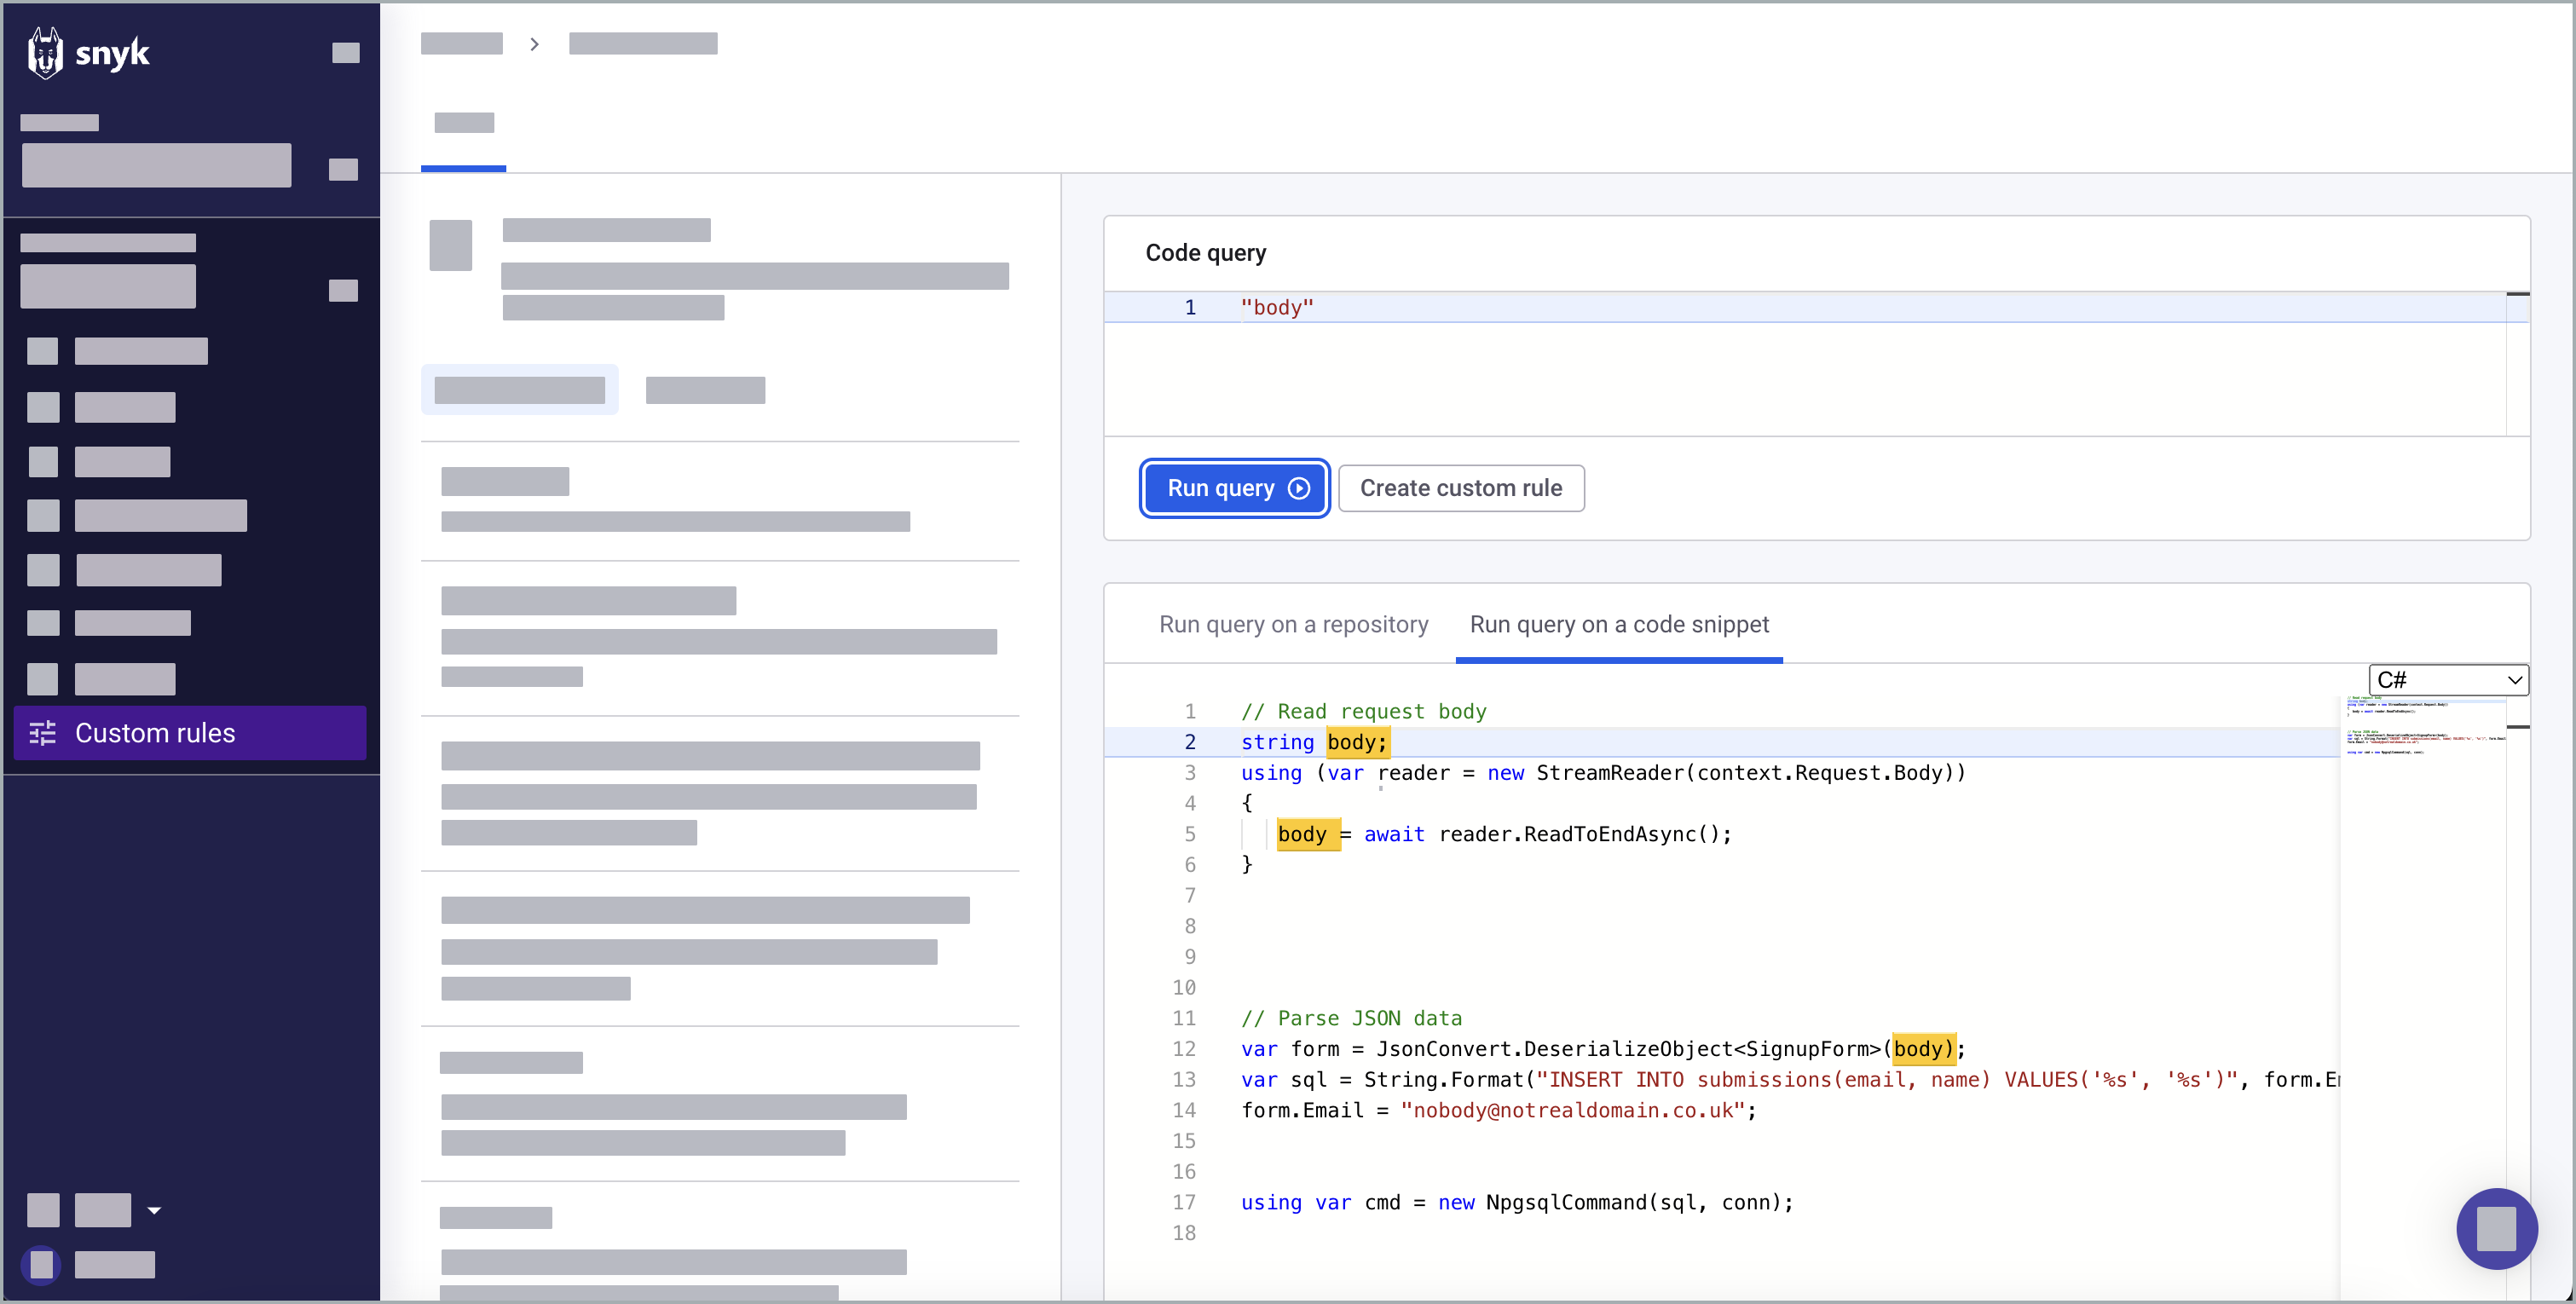 snyk
Custom rules
Code query
1 "body"
Run query
Create custom rule
Run query on a repository
Run query on a code snippet
C#
1 // Read request body
2 string body;
3 using (var reader = new StreamReader(context.Request.Body))
4 {
5 body = await reader.ReadToEndAsync();
6 }
7
8
9
10
11 // Parse JSON data
12 var form = JsonConvert.DeserializeObject<SignupForm>(body);
13 var sql = String.Format("INSERT INTO submissions(email, name) VALUES('%s', '%s')", form.Em
14 form.Email = "nobody@notrealdomain.co.uk";
15
16
17 using var cmd = new NpgsqlCommand(sql, conn);
18